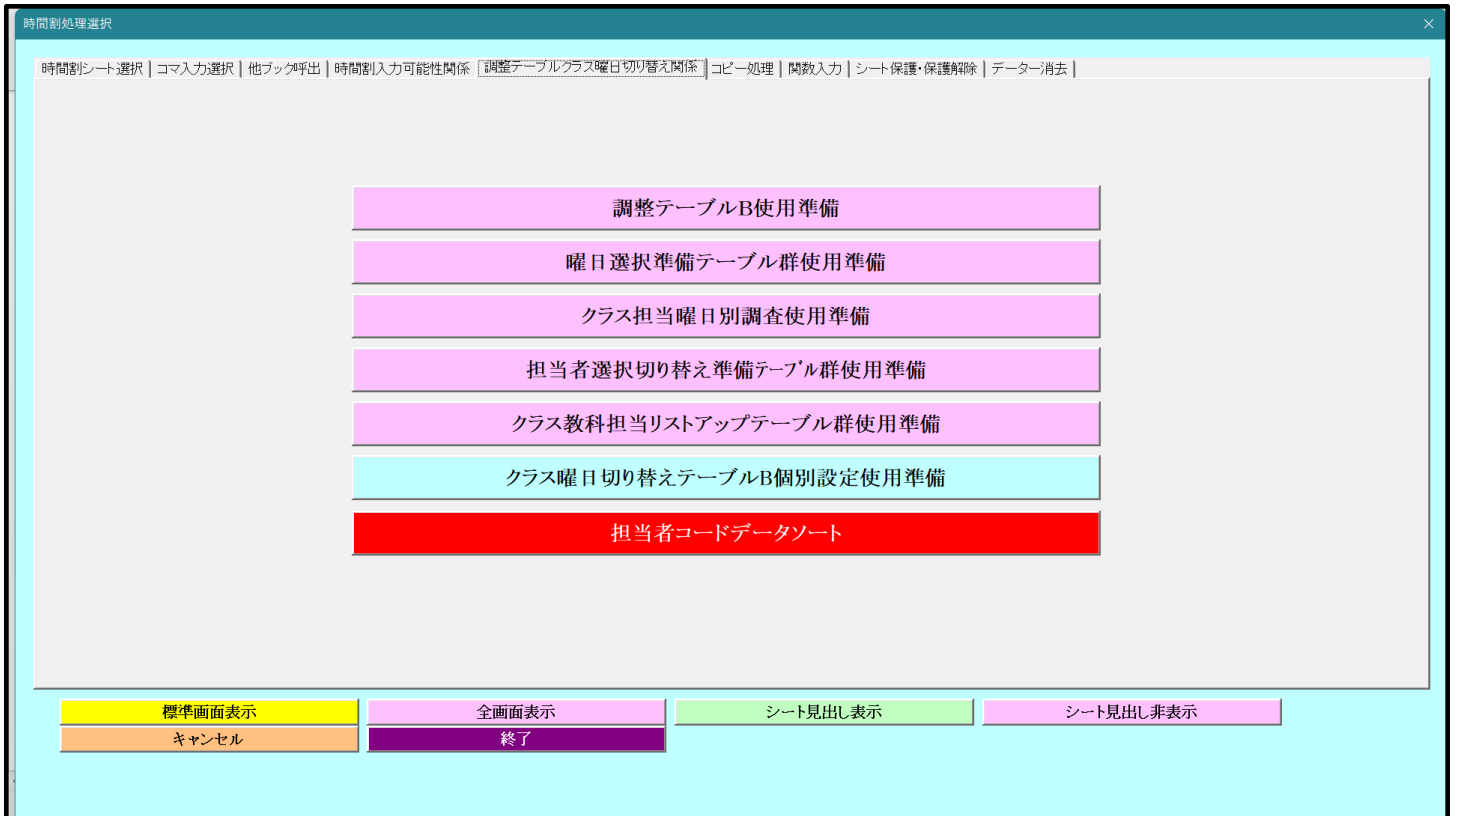 時間割処理選択
時間割シート選択 コマ入力選択 他ブック呼出 時間割入力可能性関係 調整テーブルクラス曜日切り替え関係 コピー処理 関数入力 シート保護・保護解除 データー消去
調整テーブルB使用準備
曜日選択準備テーブル群使用準備
クラス担当曜日別調査使用準備
担当者選択切り替え準備ﾃｰﾌﾞﾙ群使用準備
クラス教科担当リストアップテーブル群使用準備
クラス曜日切り替えテーブルB個別設定使用準備
担当者コードデータソート
標準画面表示 全画面表示 シート見出し表示 シート見出し非表示
キャンセル 終了